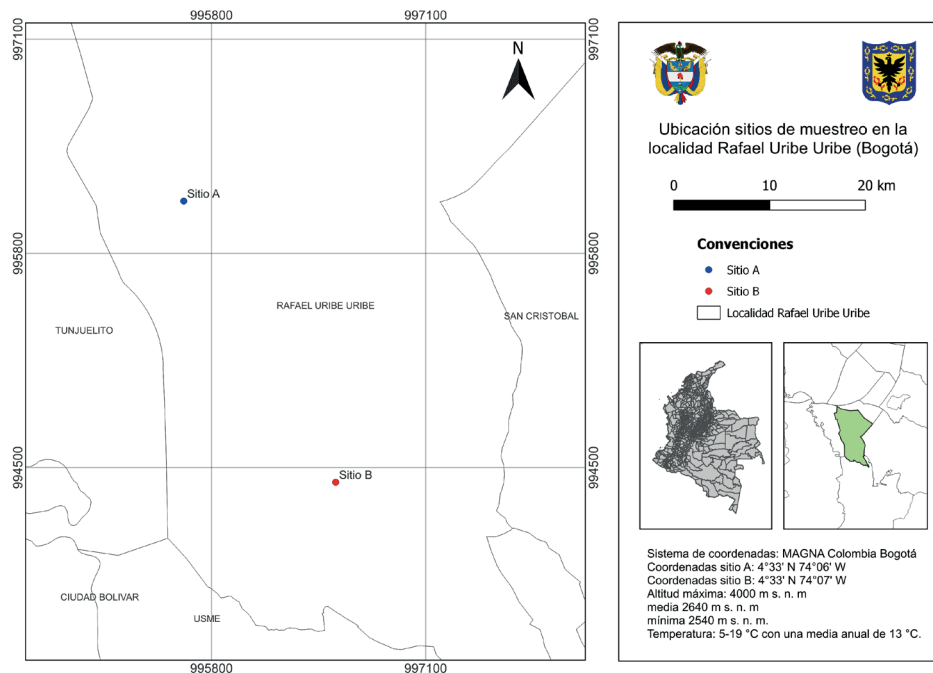 995800
997100
997100
997100
N
Sitio A
995800
995800
RAFAEL URIBE URIBE
SAN CRISTOBAL
TUNJUELITO
994500
994500
Sitio B
CIUDAD BOLIVAR
USME
995800
997100
Ubicación sitios de muestreo en la
localidad Rafael Uribe Uribe (Bogotá)
0 10 20 km
Convenciones
Sitio A
Sitio B
Localidad Rafael Uribe Uribe
Sistema de coordenadas: MAGNA Colombia Bogotá
Coordenadas sitio A: 4°33' N 74°06' W
Coordenadas sitio B: 4°33' N 74°07' W
Altitud máxima: 4000 m s. n. m
media 2640 m s. n. m
mínima 2540 m s. n. m.
Temperatura: 5-19 °C con una media anual de 13 °C.